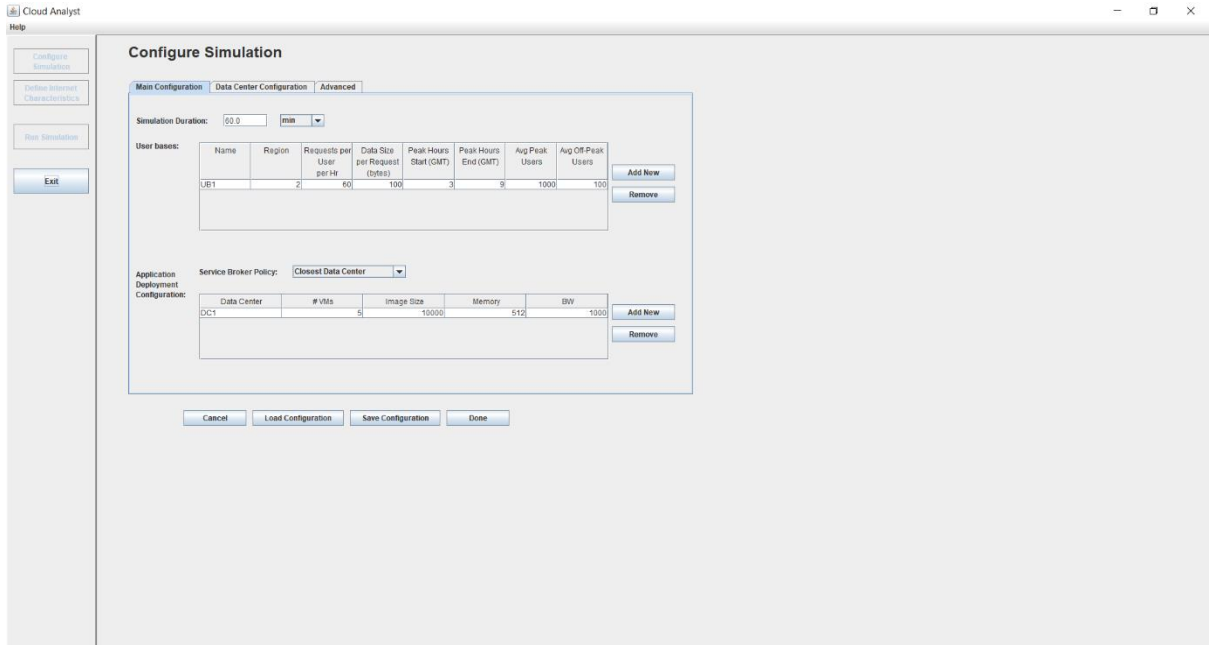 Cloud Analyst
Help
Configure
Simulation
Define Internet
Characteristics
Run Simulation
Exit
Configure Simulation
Main Configuration Data Center Configuration Advanced
Simulation Duration: 60.0 min
User bases:
Name Region Requests per User per Hr Data Size per Request (bytes) Peak Hours Start (GMT) Peak Hours End (GMT) Avg Peak Users Avg Off-Peak Users
UB1 2 60 100 3 9 1000 100
Add New
Remove
Application
Deployment
Configuration:
Service Broker Policy: Closest Data Center
Data Center # VMs Image Size Memory BW
DC1 5 10000 512 1000
Add New
Remove
Cancel Load Configuration Save Configuration Done